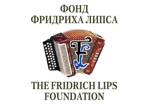 ФОНД
ФРИДРИХА ЛИПСА
THE FRIDRICH LIPS
FOUNDATION